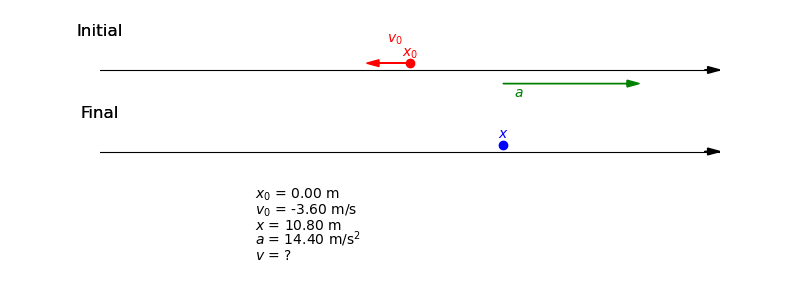 Initial
v₀
x₀
a
Final
x
x₀ = 0.00 m
v₀ = -3.60 m/s
x = 10.80 m
a = 14.40 m/s²
v = ?